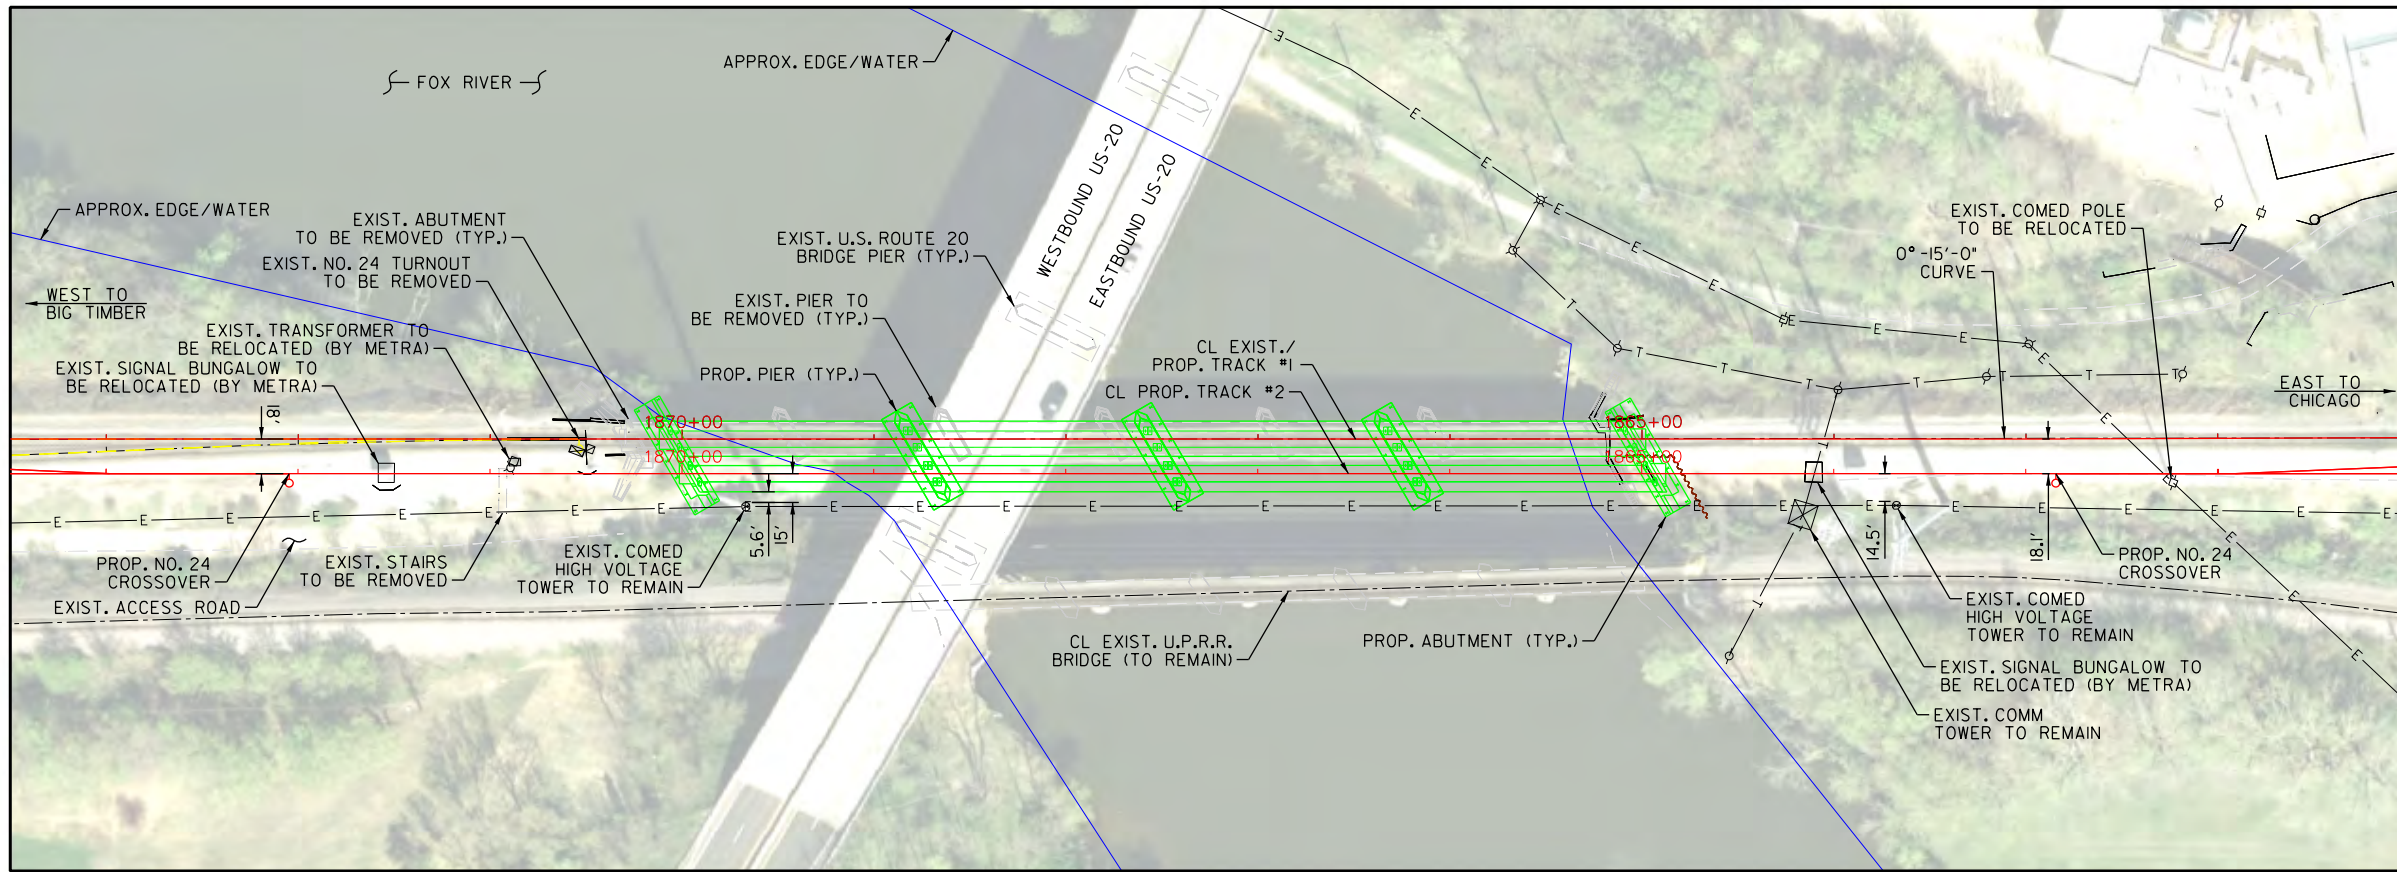 FOX RIVER
APPROX. EDGE/WATER
WESTBOUND US-20
EASTBOUND US-20
APPROX. EDGE/WATER
EXIST. ABUTMENT
TO BE REMOVED (TYP.)
EXIST. NO. 24 TURNOUT
TO BE REMOVED
WEST TO
BIG TIMBER
EXIST. TRANSFORMER TO
BE RELOCATED (BY METRA)
EXIST. SIGNAL BUNGALOW TO
BE RELOCATED (BY METRA)
18'
EXIST. U.S. ROUTE 20
BRIDGE PIER (TYP.)
EXIST. PIER TO
BE REMOVED (TYP.)
PROP. PIER (TYP.)
CL EXIST./
PROP. TRACK #1
CL PROP. TRACK #2
EXIST. COMED POLE
TO BE RELOCATED
0°-15'-0"
CURVE
EAST TO
CHICAGO
1870+00
1870+00
1865+00
1865+00
E E E E E E E E E E E E E E E E E E E E E E E E E E E
E E E E E E E E E E E E E
T T T T T T T
PROP. NO. 24
CROSSOVER
EXIST. ACCESS ROAD
EXIST. STAIRS
TO BE REMOVED
EXIST. COMED
HIGH VOLTAGE
TOWER TO REMAIN
5.6'
15'
CL EXIST. U.P.R.R.
BRIDGE (TO REMAIN)
PROP. ABUTMENT (TYP.)
14.5'
18.1'
PROP. NO. 24
CROSSOVER
EXIST. COMED
HIGH VOLTAGE
TOWER TO REMAIN
EXIST. SIGNAL BUNGALOW TO
BE RELOCATED (BY METRA)
EXIST. COMM
TOWER TO REMAIN